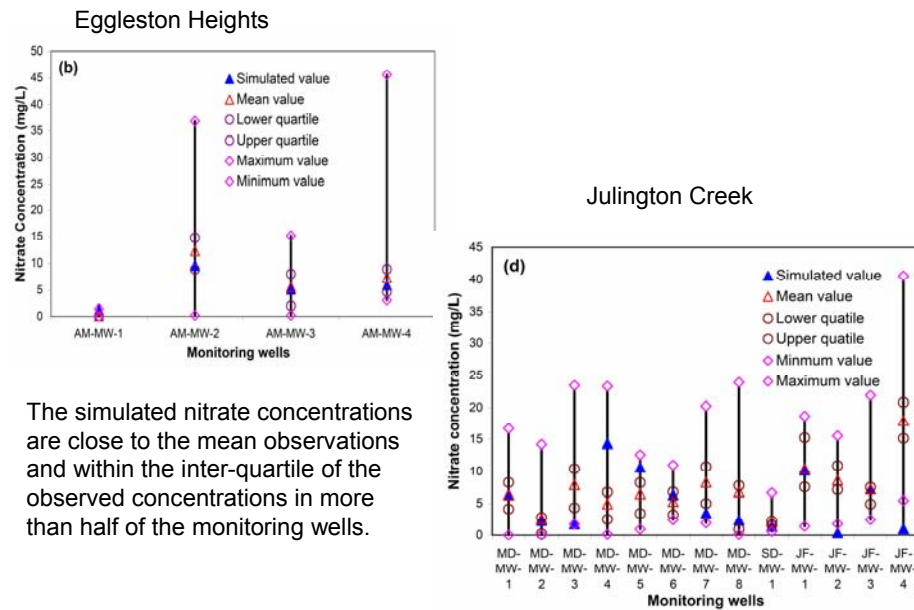 Eggleston Heights
50
45
40
35
30
25
20
15
10
5
0
Nitrate Concentration (mg/L)
(b)
Simulated value
Mean value
Lower quartile
Upper quartile
Maximum value
Minimum value
AM-MW-1 AM-MW-2 AM-MW-3 AM-MW-4
Monitoring wells
The simulated nitrate concentrations
are close to the mean observations
and within the inter-quartile of the
observed concentrations in more
than half of the monitoring wells.
Julington Creek
45
40
35
30
25
20
15
10
5
0
Nitrate concentration (mg/L)
(d)
Simulated value
Mean value
Lower quatile
Upper quatile
Minmum value
Maximum value
MD- MD- MD- MD- MD- MD- MD- MD- SD- JF- JF- JF- JF-
MW- MW- MW- MW- MW- MW- MW- MW- MW- MW- MW- MW- MW-
1 2 3 4 5 6 7 8 1 1 2 3 4
Monitoring wells